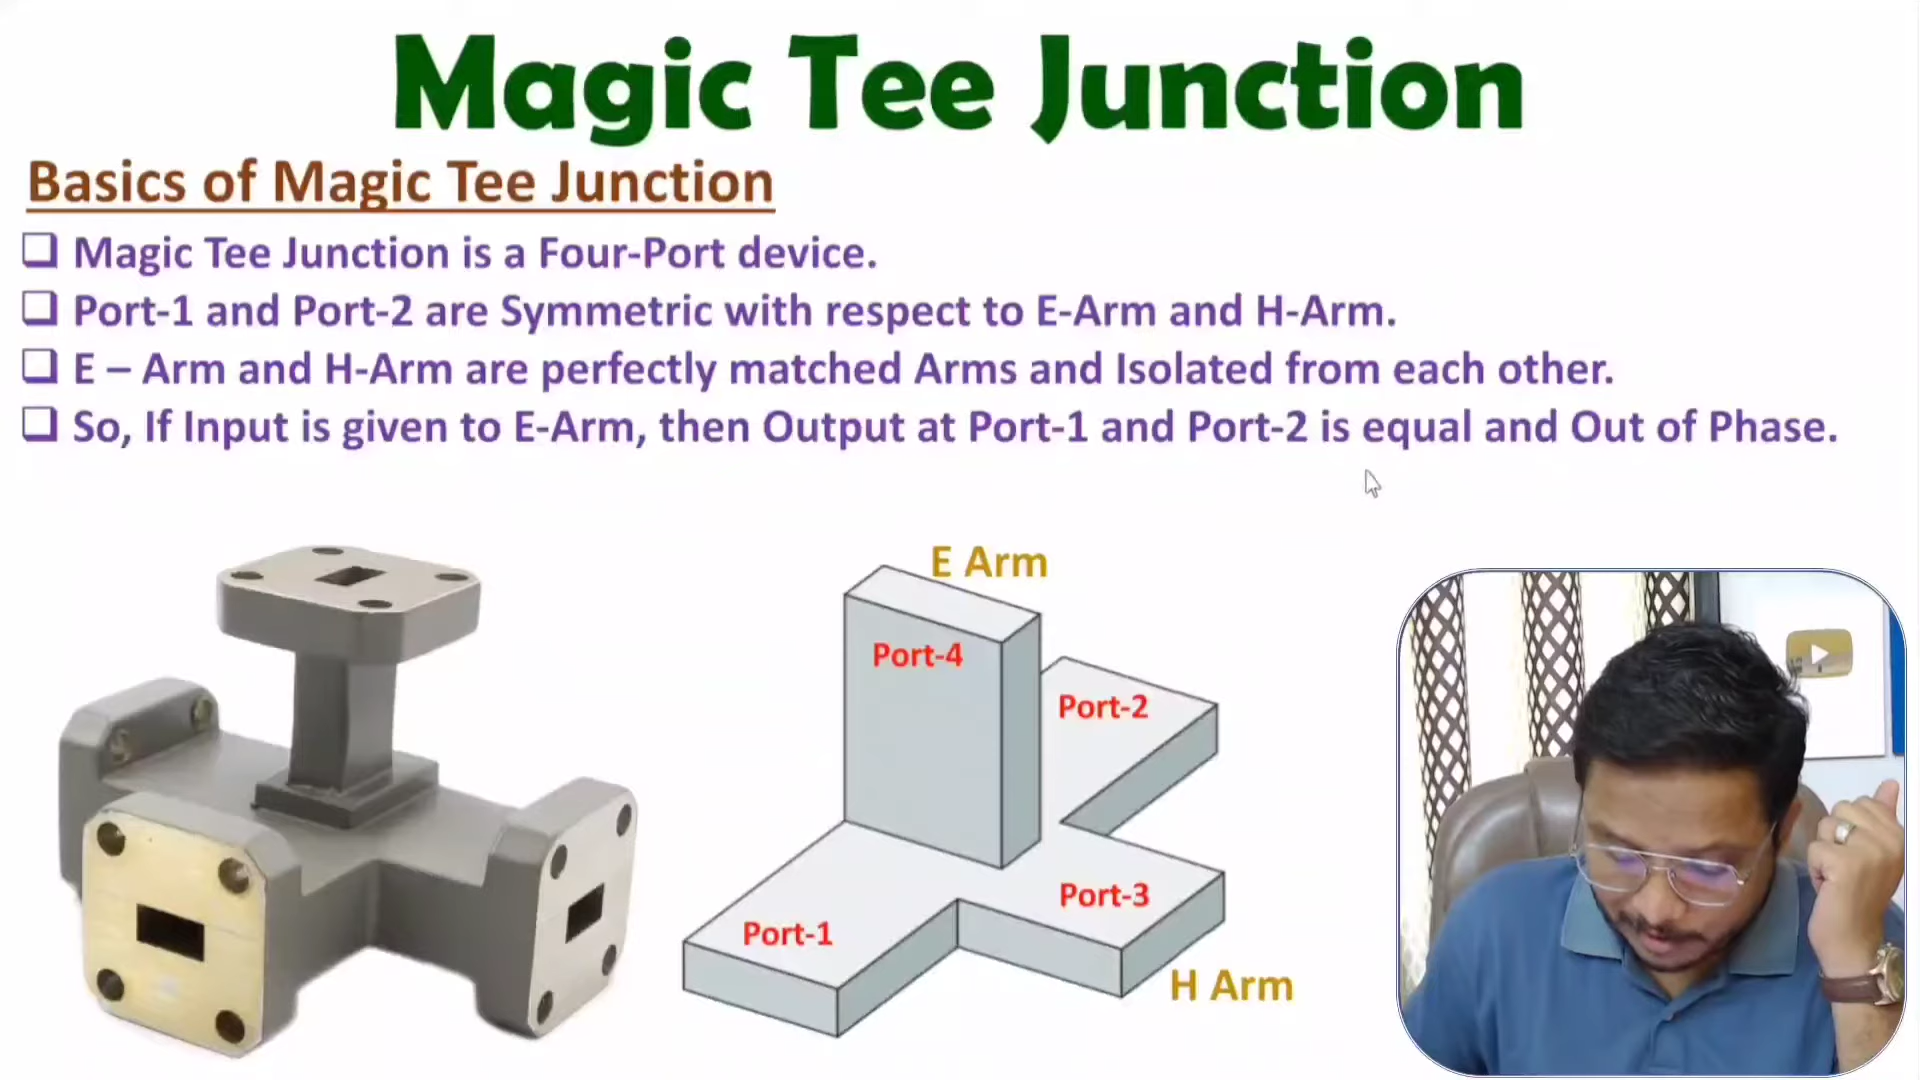 Magic Tee Junction
Basics of Magic Tee Junction
Magic Tee Junction is a Four-Port device.
Port-1 and Port-2 are Symmetric with respect to E-Arm and H-Arm.
E – Arm and H-Arm are perfectly matched Arms and Isolated from each other.
So, If Input is given to E-Arm, then Output at Port-1 and Port-2 is equal and Out of Phase.
E Arm
Port-4
Port-2
Port-3
Port-1
H Arm